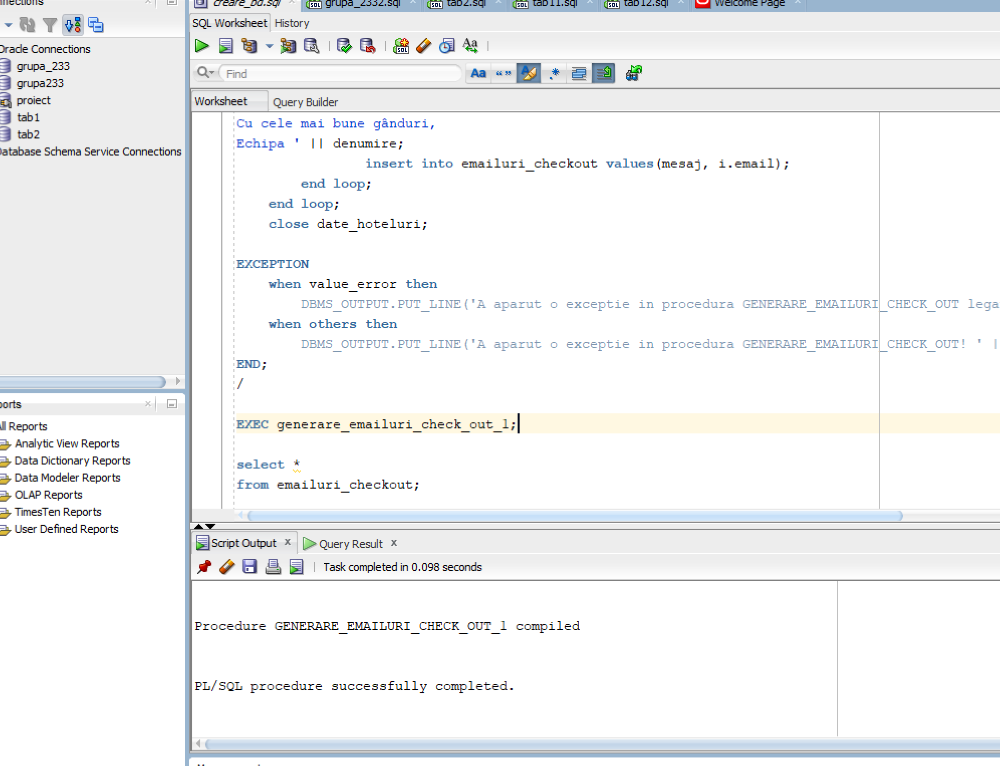 creare_bd.sql
grupa_2332.sql
tab2.sql
tab11.sql
tab12.sql
Welcome Page
SQL Worksheet History
Oracle Connections
grupa_233
grupa233
proiect
tab1
tab2
Database Schema Service Connections
Find
Aa
Worksheet Query Builder
Cu cele mai bune gânduri,
Echipa ' || denumire;
insert into emailuri_checkout values(mesaj, i.email);
end loop;
end loop;
close date_hoteluri;
EXCEPTION
when value_error then
DBMS_OUTPUT.PUT_LINE('A aparut o exceptie in procedura GENERARE_EMAILURI_CHECK_OUT lega
when others then
DBMS_OUTPUT.PUT_LINE('A aparut o exceptie in procedura GENERARE_EMAILURI_CHECK_OUT! ' |
END;
/
EXEC generare_emailuri_check_out_l;
select *
from emailuri_checkout;
ports
All Reports
Analytic View Reports
Data Dictionary Reports
Data Modeler Reports
OLAP Reports
TimesTen Reports
User Defined Reports
Script Output x Query Result x
Task completed in 0.098 seconds
Procedure GENERARE_EMAILURI_CHECK_OUT_l compiled
PL/SQL procedure successfully completed.